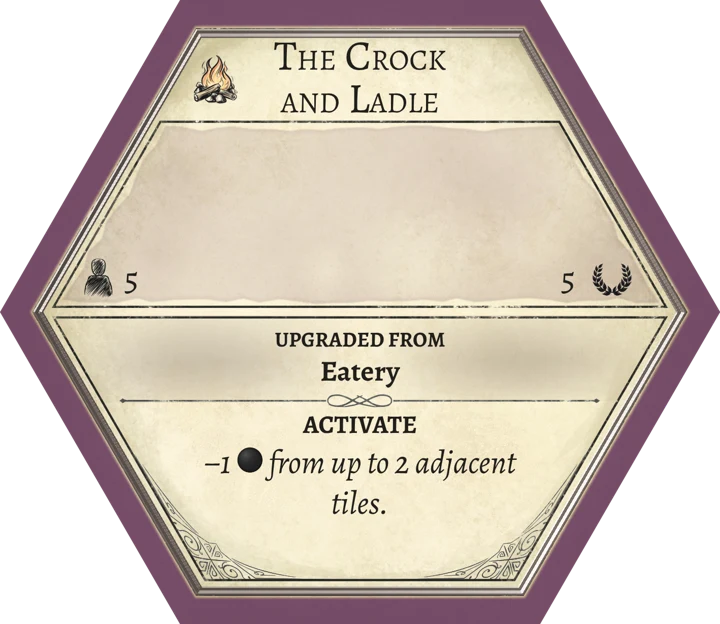 The Crock
and Ladle
5
5
UPGRADED FROM
Eatery
ACTIVATE
–1 from up to 2 adjacent
tiles.